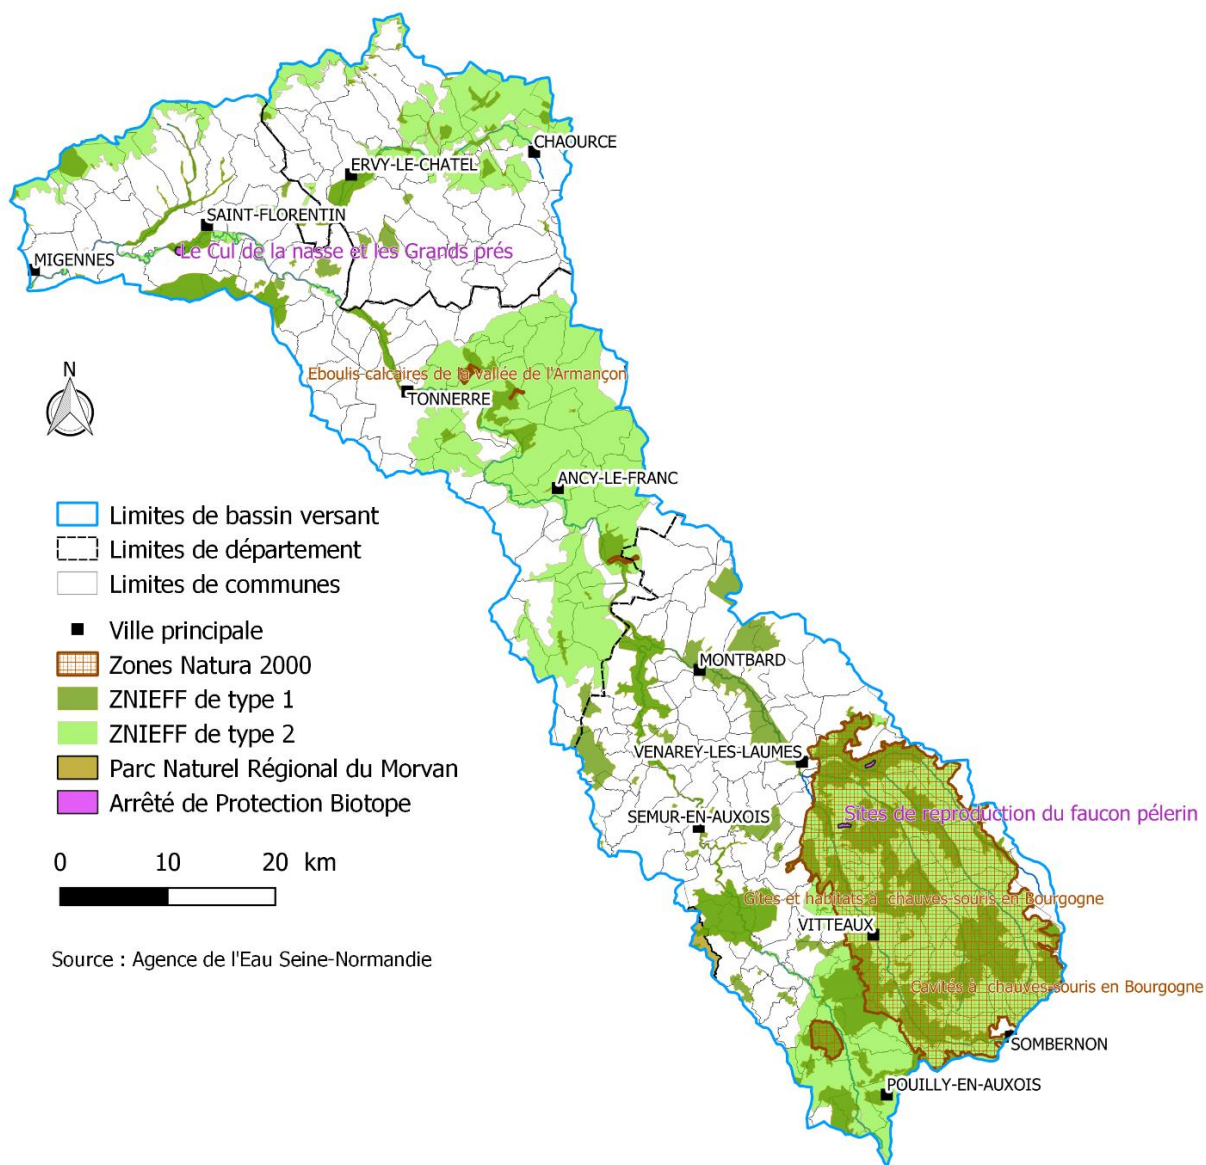 CHAOURCE
ERVY-LE-CHATEL
SAINT-FLORENTIN
Le Cul de la nasse et les Grands prés
MIGENNES
N
Eboulis calcaires de la vallée de l'Armançon
TONNERRE
ANCY-LE-FRANC
Limites de bassin versant
Limites de département
Limites de communes
Ville principale
Zones Natura 2000
ZNIEFF de type 1
ZNIEFF de type 2
Parc Naturel Régional du Morvan
Arrêté de Protection Biotope
0 10 20 km
Source : Agence de l'Eau Seine-Normandie
MONTBARD
VENAREY-LES-LAUMES
SEMUR-EN-AUXOIS
Sites de reproduction du faucon pélerin
Gîtes et habitats à chauves-souris en Bourgogne
VITTEAUX
Cavités à chauves-souris en Bourgogne
SOMBERNON
POUILLY-EN-AUXOIS